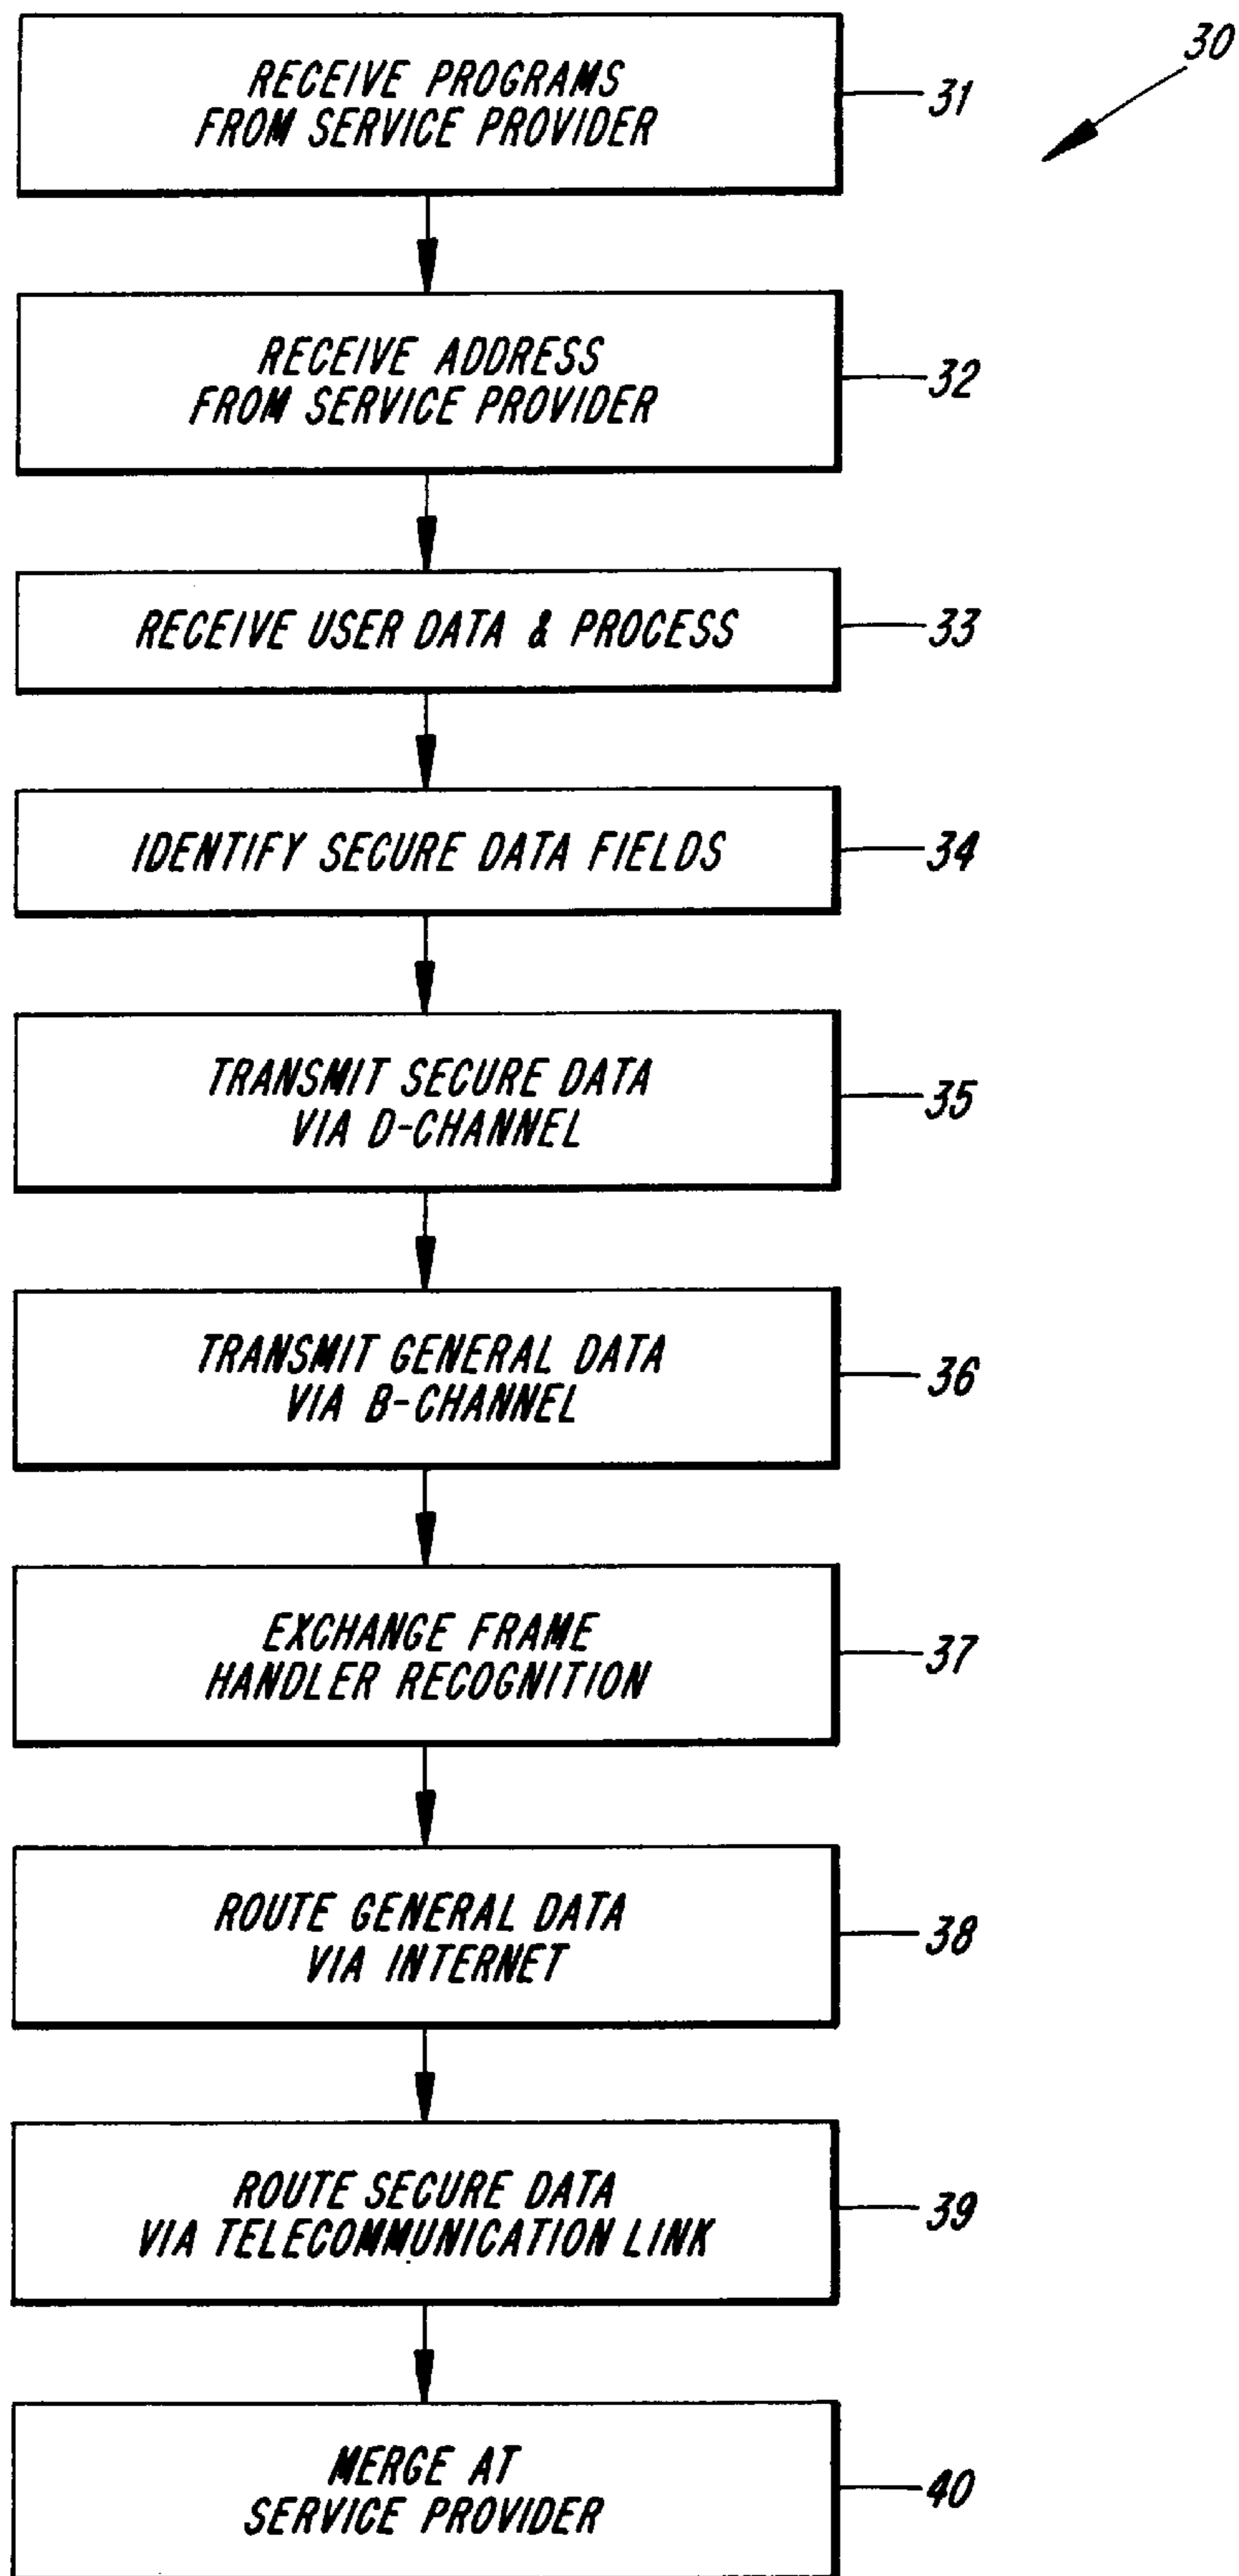 RECEIVE PROGRAMS
FROM SERVICE PROVIDER
31
30
RECEIVE ADDRESS
FROM SERVICE PROVIDER
32
RECEIVE USER DATA & PROCESS
33
IDENTIFY SECURE DATA FIELDS
34
TRANSMIT SECURE DATA
VIA D-CHANNEL
35
TRANSMIT GENERAL DATA
VIA B-CHANNEL
36
EXCHANGE FRAME
HANDLER RECOGNITION
37
ROUTE GENERAL DATA
VIA INTERNET
38
ROUTE SECURE DATA
VIA TELECOMMUNICATION LINK
39
MERGE AT
SERVICE PROVIDER
40